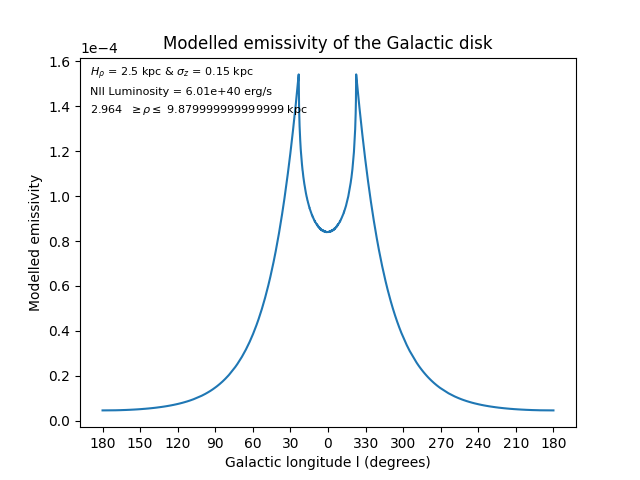 Modelled emissivity of the Galactic disk
1e−4
Hρ = 2.5 kpc & σz = 0.15 kpc
NII Luminosity = 6.01e+40 erg/s
2.964 ≥ρ≤ 9.879999999999999 kpc
1.6
1.4
1.2
1.0
0.8
0.6
0.4
0.2
0.0
Modelled emissivity
180 150 120 90 60 30 0 330 300 270 240 210 180
Galactic longitude l (degrees)